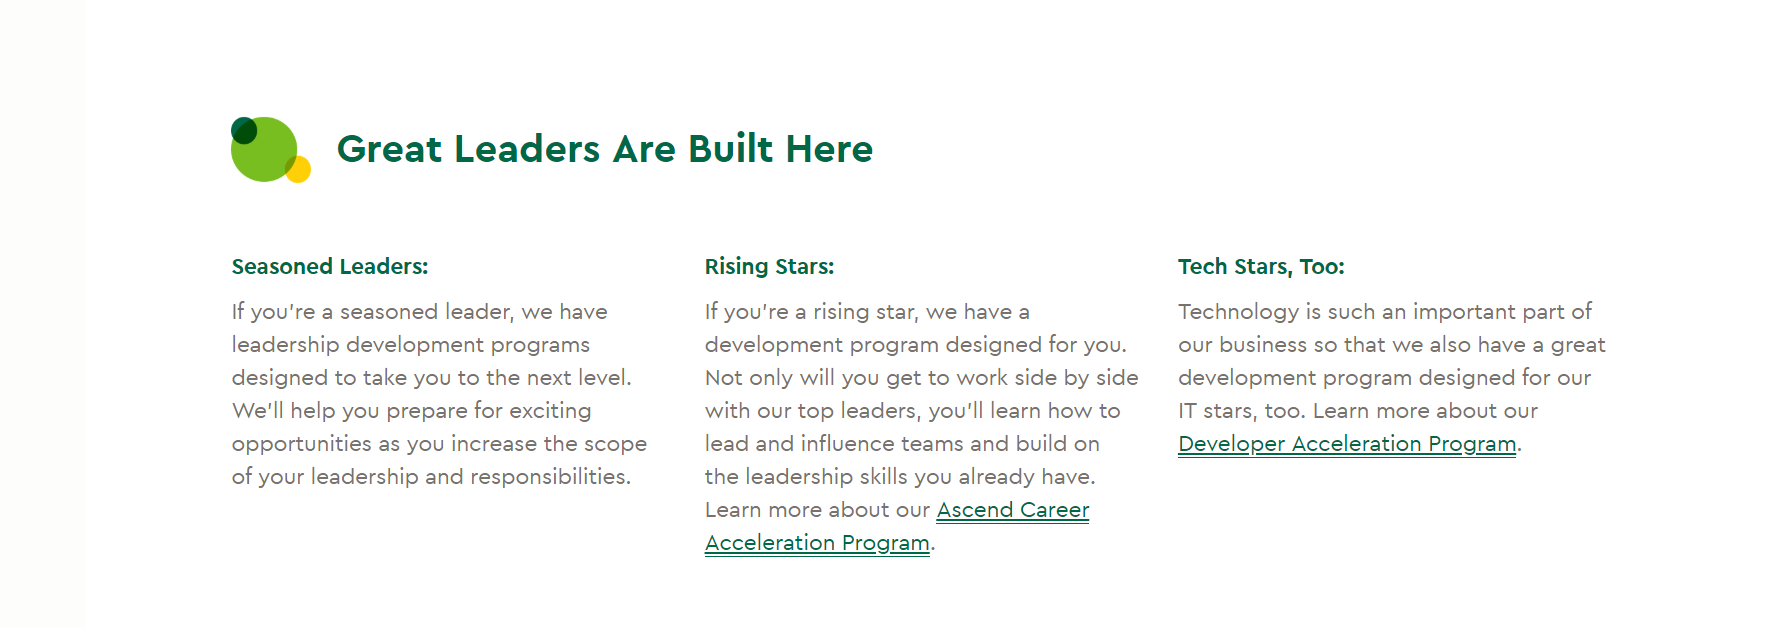 Great Leaders Are Built Here
Seasoned Leaders:
If you’re a seasoned leader, we have
leadership development programs
designed to take you to the next level.
We’ll help you prepare for exciting
opportunities as you increase the scope
of your leadership and responsibilities.
Rising Stars:
If you’re a rising star, we have a
development program designed for you.
Not only will you get to work side by side
with our top leaders, you’ll learn how to
lead and influence teams and build on
the leadership skills you already have.
Learn more about our Ascend Career
Acceleration Program.
Tech Stars, Too:
Technology is such an important part of
our business so that we also have a great
development program designed for our
IT stars, too. Learn more about our
Developer Acceleration Program.